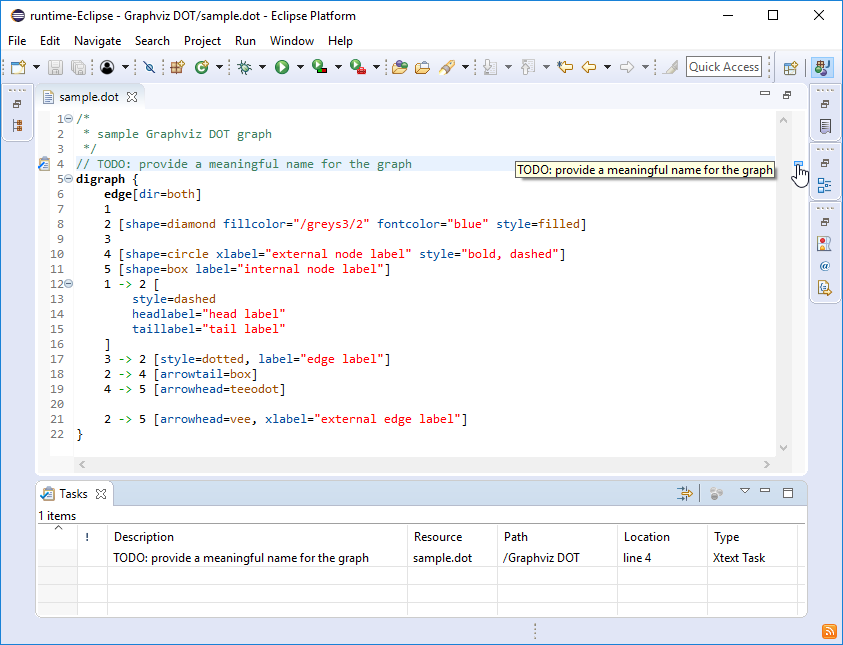 runtime-Eclipse - Graphviz DOT/sample.dot - Eclipse Platform
File Edit Navigate Search Project Run Window Help
Quick Access
sample.dot
1 /*
2 * sample Graphviz DOT graph
3 */
4 // TODO: provide a meaningful name for the graph
TODO: provide a meaningful name for the graph
5 digraph {
6 edge[dir=both]
7 1
8 2 [shape=diamond fillcolor="/greys3/2" fontcolor="blue" style=filled]
9 3
10 4 [shape=circle xlabel="external node label" style="bold, dashed"]
11 5 [shape=box label="internal node label"]
12 1 -> 2 [
13 style=dashed
14 headlabel="head label"
15 taillabel="tail label"
16 ]
17 3 -> 2 [style=dotted, label="edge label"]
18 2 -> 4 [arrowtail=box]
19 4 -> 5 [arrowhead=teeodot]
20
21 2 -> 5 [arrowhead=vee, xlabel="external edge label"]
22 }
Tasks
1 items
! Description Resource Path Location Type
TODO: provide a meaningful name for the graph sample.dot /Graphviz DOT line 4 Xtext Task